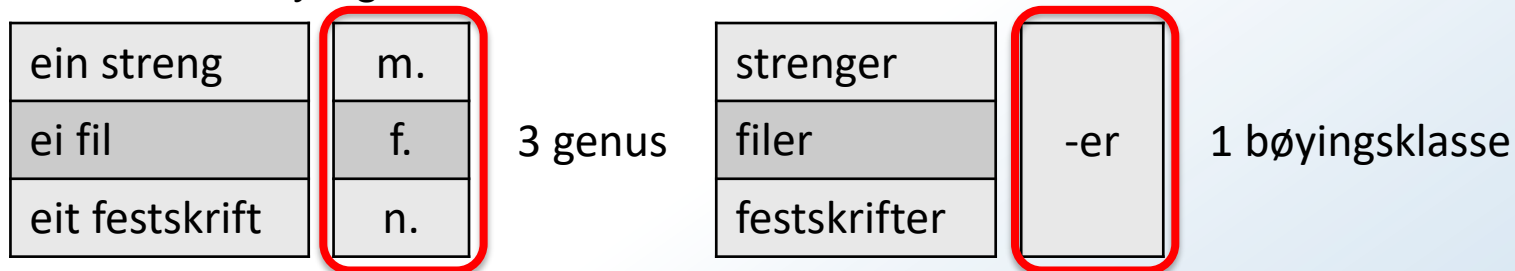 ein streng m. strenger
ei fil f. 3 genus filer -er 1 bøyingsklasse
eit festskrift n. festskrifter